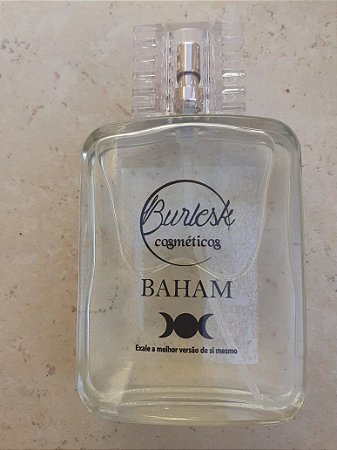 Burlesk
cosméticos
BAHAM
Exale a melhor versão de si mesmo